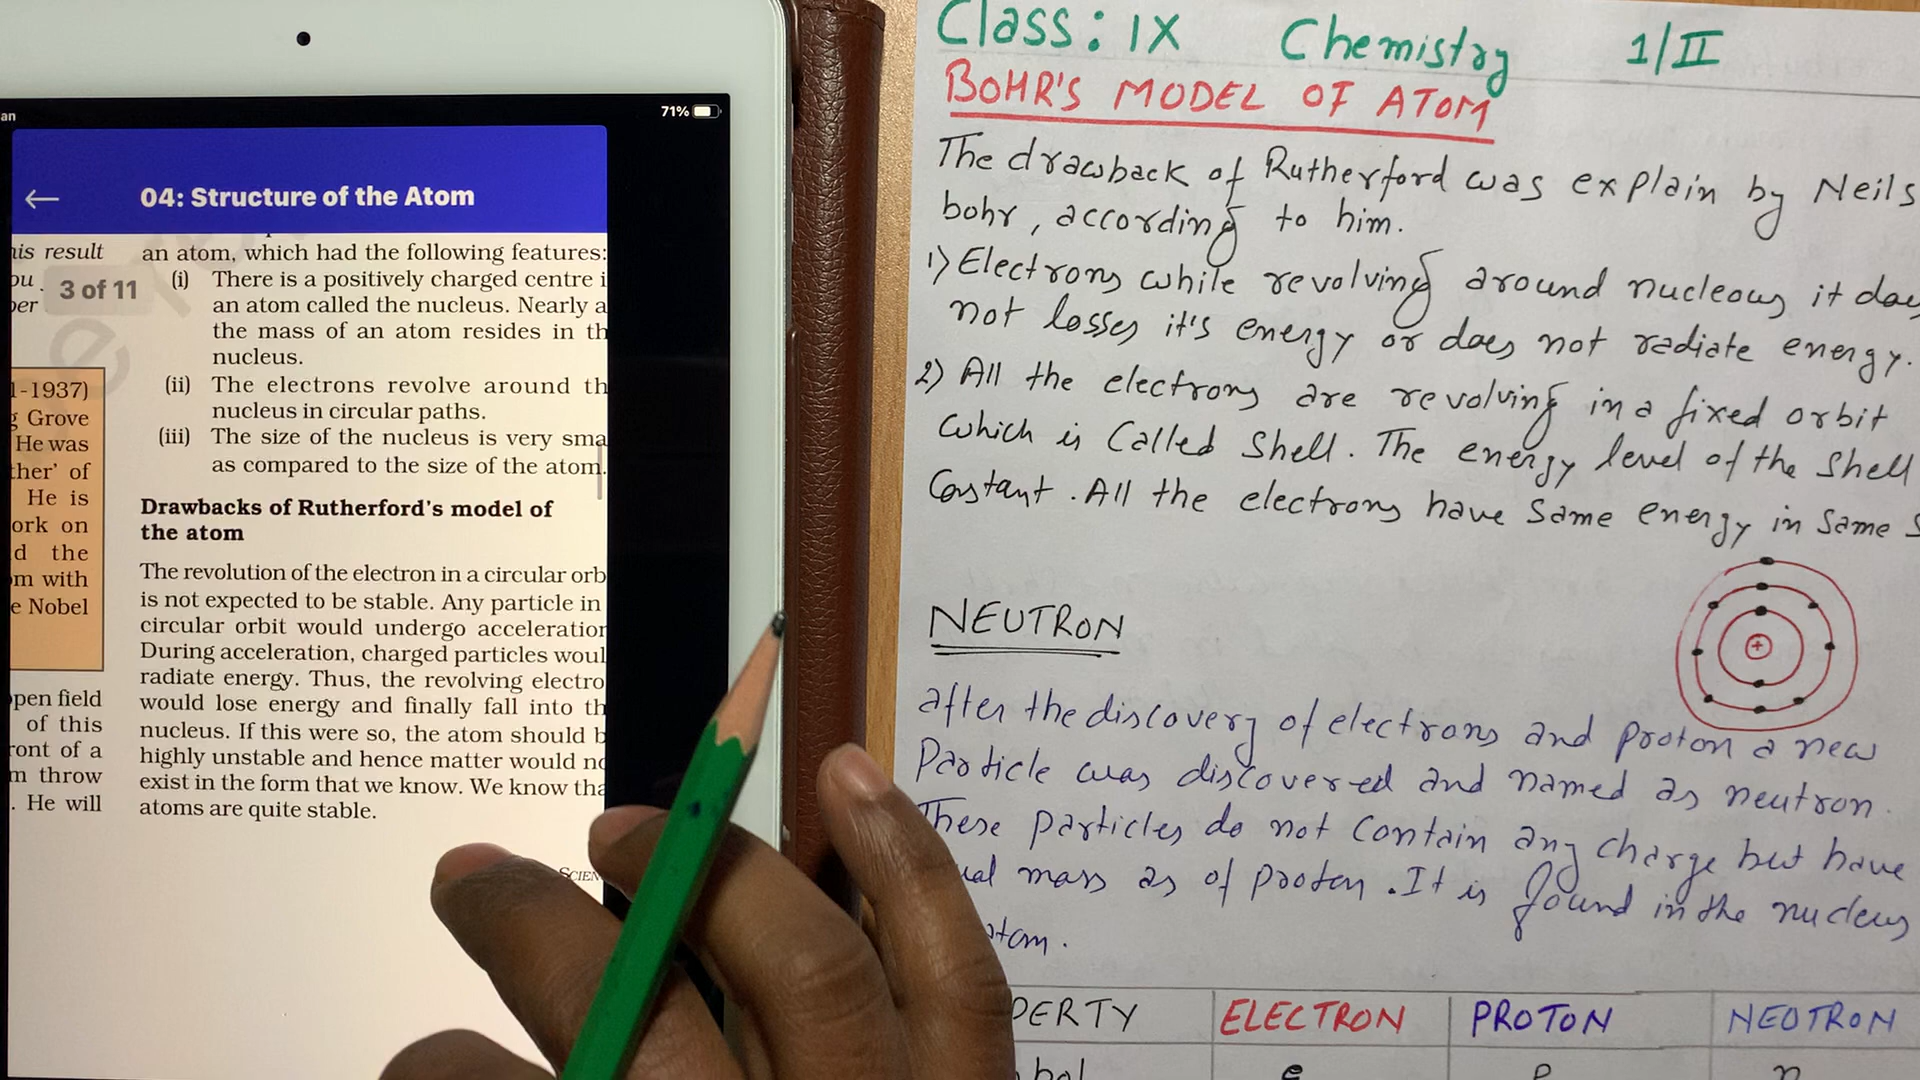 an
71%
04: Structure of the Atom
his result
ou .
per
3 of 11
1-1937)
g Grove
He was
ther' of
He is
ork on
d the
om with
e Nobel
open field
of this
ront of a
m throw
. He will
an atom, which had the following features:
(i) There is a positively charged centre i
an atom called the nucleus. Nearly a
the mass of an atom resides in th
nucleus.
(ii) The electrons revolve around th
nucleus in circular paths.
(iii) The size of the nucleus is very sma
as compared to the size of the atom.
Drawbacks of Rutherford's model of
the atom
The revolution of the electron in a circular orb
is not expected to be stable. Any particle in
circular orbit would undergo acceleration
During acceleration, charged particles woul
radiate energy. Thus, the revolving electro
would lose energy and finally fall into th
nucleus. If this were so, the atom should b
highly unstable and hence matter would no
exist in the form that we know. We know tha
atoms are quite stable.
SCIEN
Class: IX Chemistry 1/II
BOHR'S MODEL OF ATOM
The drawback of Rutherford was explain by Neils
bohr, according to him.
1) Electrons while revolving around nucleous it does
not losses it's energy or does not radiate energy.
2) All the electrons are revolving in a fixed orbit
which is Called Shell. The energy level of the Shell
Constant. All the electrons have same energy in same S
+
NEUTRON
after the discovery of electrons and proton a new
Particle was discovered and named as neutron.
These particles do not contain any charge but have
ual mass as of proton. It is found in the nucleus
atom.
PERTY ELECTRON PROTON NEUTRON
bol e P n